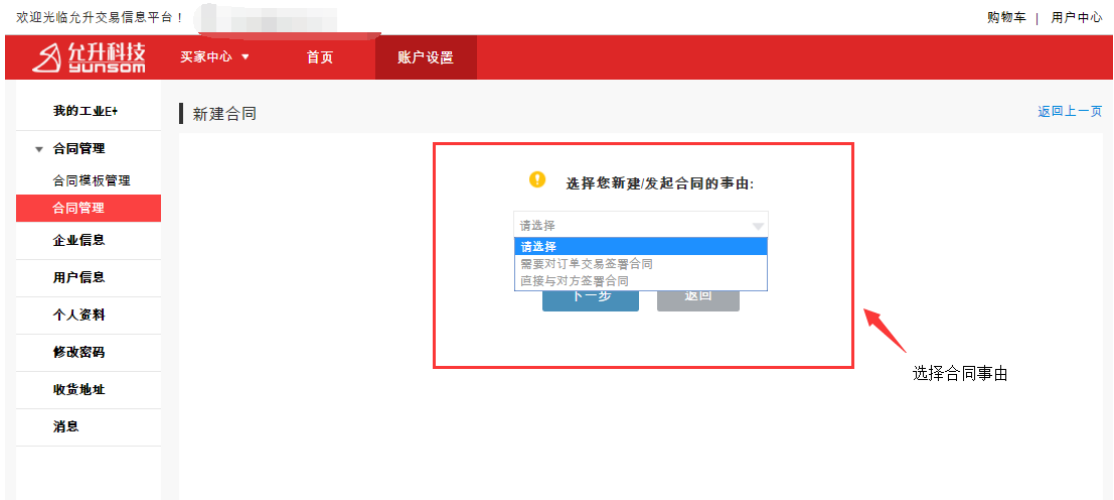 欢迎光临允升交易信息平台！
购物车 | 用户中心
允升科技
YUNSOM
买家中心 首页 账户设置
我的工业E+
合同管理
合同模板管理
合同管理
企业信息
用户信息
个人资料
修改密码
收货地址
消息
新建合同
返回上一页
选择您新建/发起合同的事由:
请选择
请选择
需要对订单交易签署合同
直接与对方签署合同
下一步 返回
选择合同事由